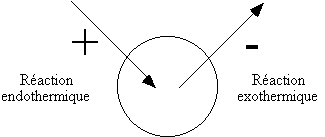 + -
Réaction
endothermique
Réaction
exothermique